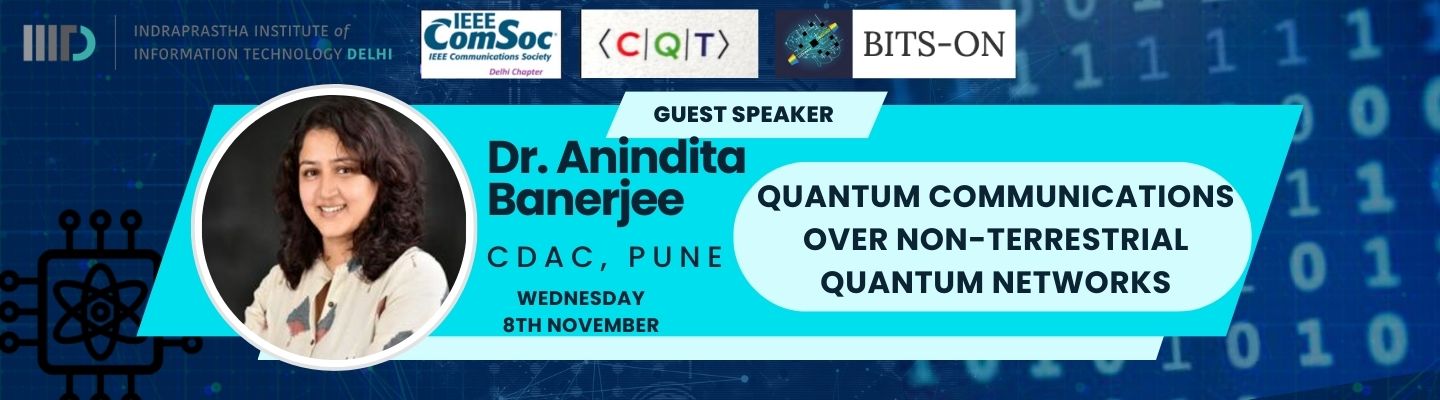 INDRAPRASTHA INSTITUTE of
INFORMATION TECHNOLOGY DELHI
IEEE
ComSoc
IEEE Communications Society
Delhi Chapter
⟨C|Q|T⟩
BITS-ON
GUEST SPEAKER
Dr. Anindita
Banerjee
CDAC, PUNE
WEDNESDAY
8TH NOVEMBER
QUANTUM COMMUNICATIONS
OVER NON-TERRESTRIAL
QUANTUM NETWORKS